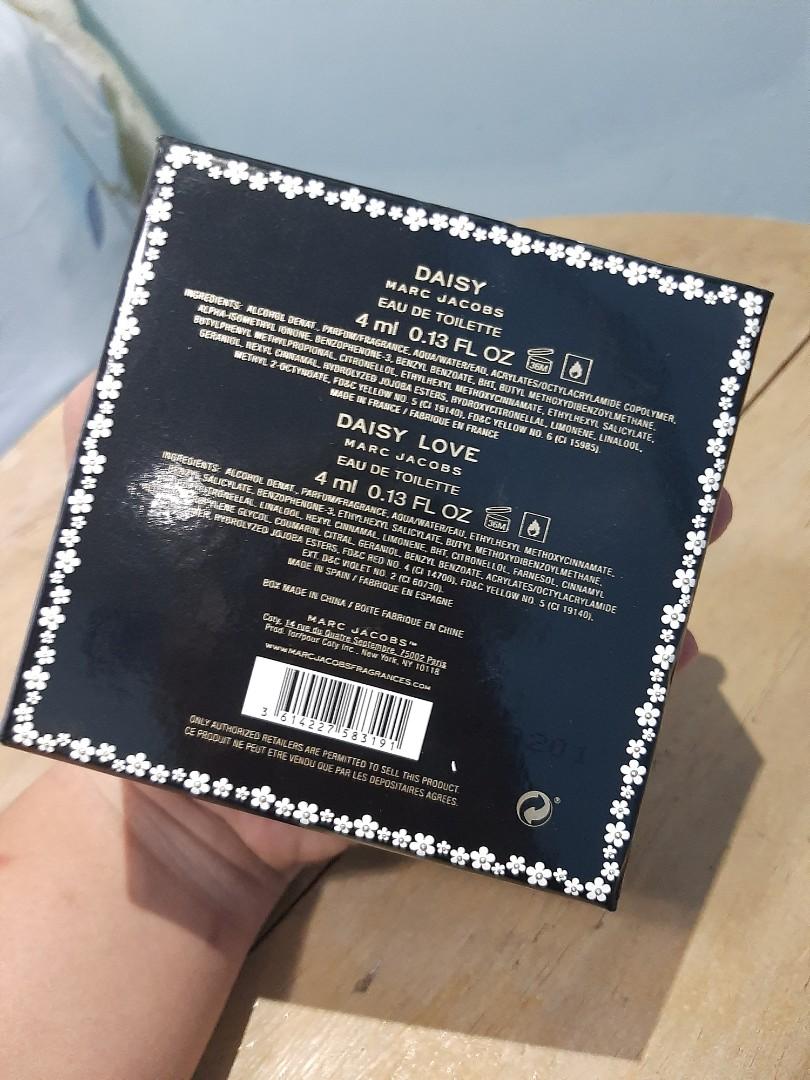 DAISY
MARC JACOBS
EAU DE TOILETTE
4 ml 0.13 FL OZ 36M
INGREDIENTS: ALCOHOL DENAT., PARFUM/FRAGRANCE, AQUA/WATER/EAU, ACRYLATES/OCTYLACRYLAMIDE COPOLYMER,
ALPHA-ISOMETHYL IONONE, BENZOPHENONE-3, BENZYL BENZOATE, BHT, BUTYL METHOXYDIBENZOYLMETHANE,
BUTYLPHENYL METHYLPROPIONAL, CITRONELLOL, ETHYLHEXYL METHOXYCINNAMATE, ETHYLHEXYL SALICYLATE,
GERANIOL, HEXYL CINNAMAL, HYDROLYZED JOJOBA ESTERS, HYDROXYCITRONELLAL, LIMONENE, LINALOOL,
METHYL 2-OCTYNOATE, FD&C YELLOW NO. 5 (CI 19140), FD&C YELLOW NO. 6 (CI 15985).
MADE IN FRANCE / FABRIQUE EN FRANCE
DAISY LOVE
MARC JACOBS
EAU DE TOILETTE
4 ml 0.13 FL OZ 36M
INGREDIENTS: ALCOHOL DENAT., PARFUM/FRAGRANCE, AQUA/WATER/EAU, ETHYLHEXYL METHOXYCINNAMATE,
SALICYLATE, BENZOPHENONE-3, ETHYLHEXYL SALICYLATE, BUTYL METHOXYDIBENZOYLMETHANE,
LINALOOL, HEXYL CINNAMAL, LIMONENE, BHT, CITRONELLOL, FARNESOL, CINNAMYL
GLYCOL, COUMARIN, CITRAL, GERANIOL, BENZYL BENZOATE, ACRYLATES/OCTYLACRYLAMIDE
HYDROLYZED JOJOBA ESTERS, FD&C RED NO. 4 (CI 14700), FD&C YELLOW NO. 5 (CI 19140),
EXT. D&C VIOLET NO. 2 (CI 60730).
MADE IN SPAIN / FABRIQUE EN ESPAGNE
BOX MADE IN CHINA / BOITE FABRIQUE EN CHINE
MARC JACOBS™
Coty, 14 rue du Quatre Septembre, 75002 Paris
Prod. for/pour Coty Inc., New York, NY 10118
WWW.MARCJACOBSFRAGRANCES.COM
3 614227 583191
ONLY AUTHORIZED RETAILERS ARE PERMITTED TO SELL THIS PRODUCT.
CE PRODUIT NE PEUT ETRE VENDU QUE PAR LES DEPOSITAIRES AGREES.